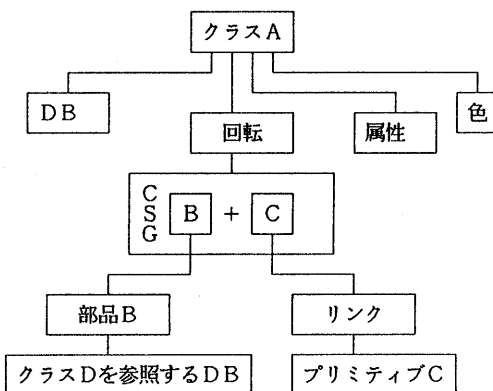 クラスA
DB
回転
属性
色
CSG
B + C
部品B
リンク
クラスDを参照するDB
プリミティブC